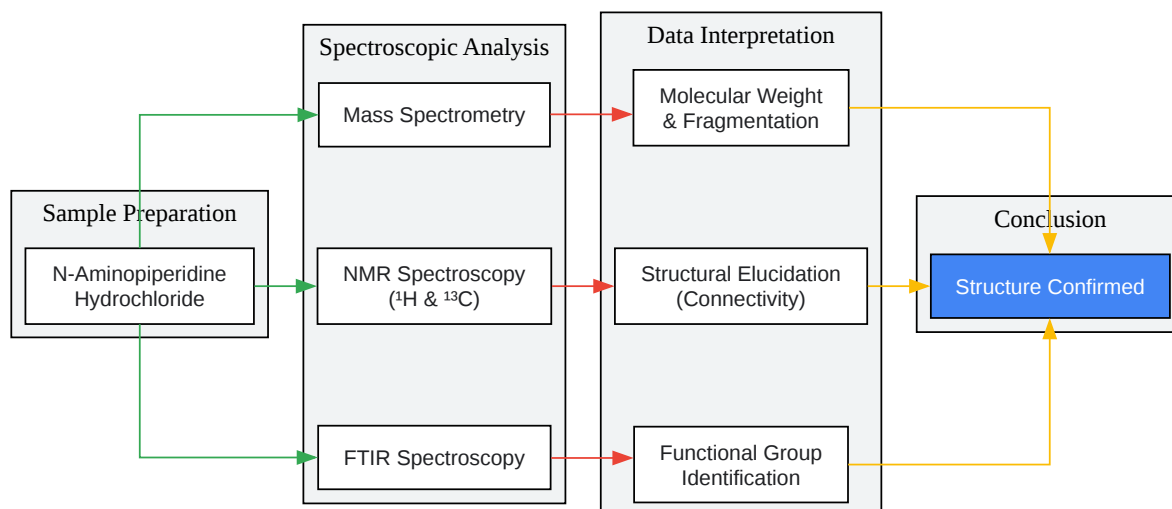 Sample Preparation
N-Aminopiperidine
Hydrochloride
Spectroscopic Analysis
Mass Spectrometry
NMR Spectroscopy
(¹H & ¹³C)
FTIR Spectroscopy
Data Interpretation
Molecular Weight
& Fragmentation
Structural Elucidation
(Connectivity)
Functional Group
Identification
Conclusion
Structure Confirmed